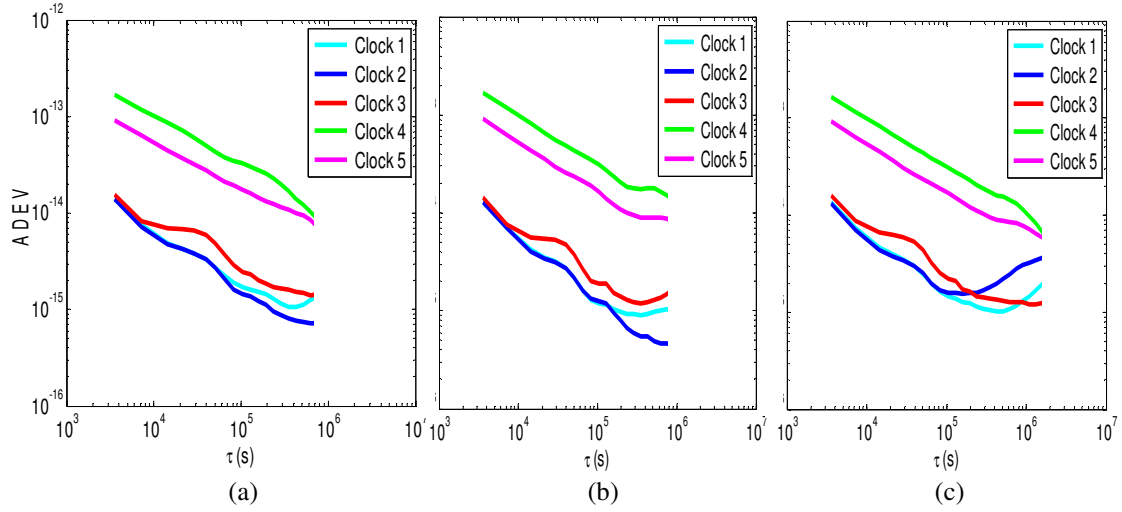 10^-12
10^-13
10^-14
10^-15
10^-16
A D E V
Clock 1
Clock 2
Clock 3
Clock 4
Clock 5
10^3
10^4
10^5
10^6
τ (s)
(a)
Clock 1
Clock 2
Clock 3
Clock 4
Clock 5
10^3
10^4
10^5
10^6
10^7
τ (s)
(b)
Clock 1
Clock 2
Clock 3
Clock 4
Clock 5
10^3
10^4
10^5
10^6
10^7
τ (s)
(c)